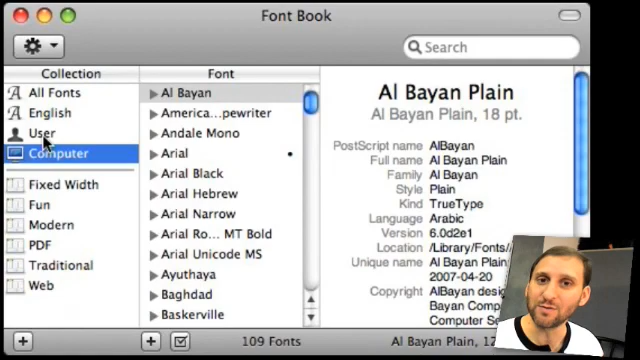 Font Book
Search
Collection
Font
All Fonts
English
User
Computer
Fixed Width
Fun
Modern
PDF
Traditional
Web
Al Bayan
America...pewriter
Andale Mono
Arial
Arial Black
Arial Hebrew
Arial Narrow
Arial Ro... MT Bold
Arial Unicode MS
Ayuthaya
Baghdad
Baskerville
Al Bayan Plain
Al Bayan Plain, 18 pt.
PostScript name AlBayan
Full name Al Bayan Plain
Family Al Bayan
Style Plain
Kind TrueType
Language Arabic
Version 6.0d2e1
Location /Library/Fonts/
Unique name Al Bayan Plain
2007-04-20
Copyright AlBayan desig
Bayan Comp
Computer
109 Fonts
Al Bayan Plain, 12